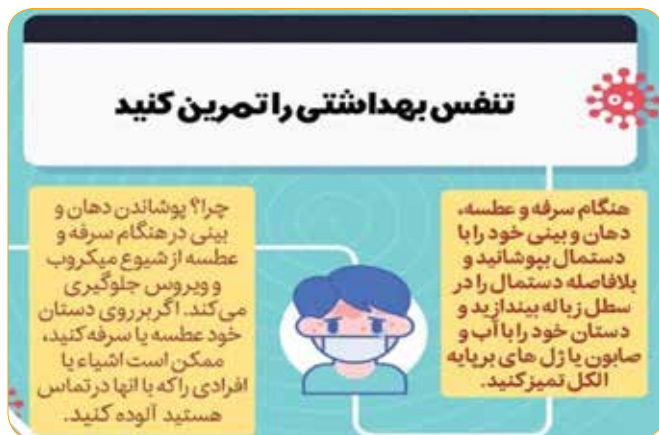 تنفس بهداشتی را تمرین کنید
هنگام سرفه و عطسه،
دهان و بینی خود را با
دستمال بپوشانید و
بلافاصله دستمال را در
سطل زباله بیندازید و
دستان خود را با آب و
صابون یا ژل های بر پایه
الکل تمیز کنید.
چرا؟ پوشاندن دهان و
بینی در هنگام سرفه و
عطسه از شیوع میکروب
و ویروس جلوگیری
می‌کند. اگر بر روی دستان
خود عطسه یا سرفه کنید،
ممکن است اشیاء یا
افرادی را که با انها در تماس
هستید آلوده کنید.